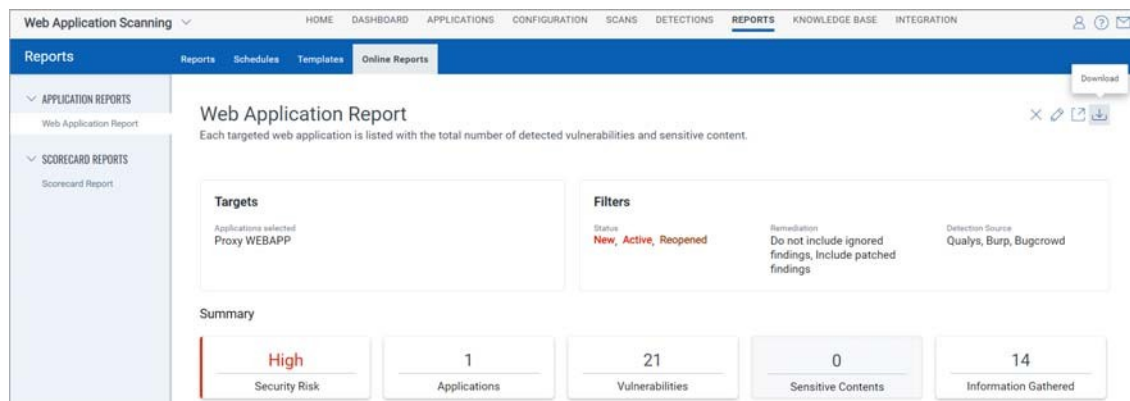 Web Application Scanning
HOME DASHBOARD APPLICATIONS CONFIGURATION SCANS DETECTIONS REPORTS KNOWLEDGE BASE INTEGRATION
Reports
Reports Schedules Templates Online Reports
Download
APPLICATION REPORTS
Web Application Report
SCORECARD REPORTS
Scorecard Report
Web Application Report
Each targeted web application is listed with the total number of detected vulnerabilities and sensitive content.
Targets
Applications selected
Proxy WEBAPP
Filters
Status
New, Active, Reopened
Remediation
Do not include ignored
findings, Include patched
findings
Detection Source
Qualys, Burp, Bugcrowd
Summary
High
Security Risk
1
Applications
21
Vulnerabilities
0
Sensitive Contents
14
Information Gathered